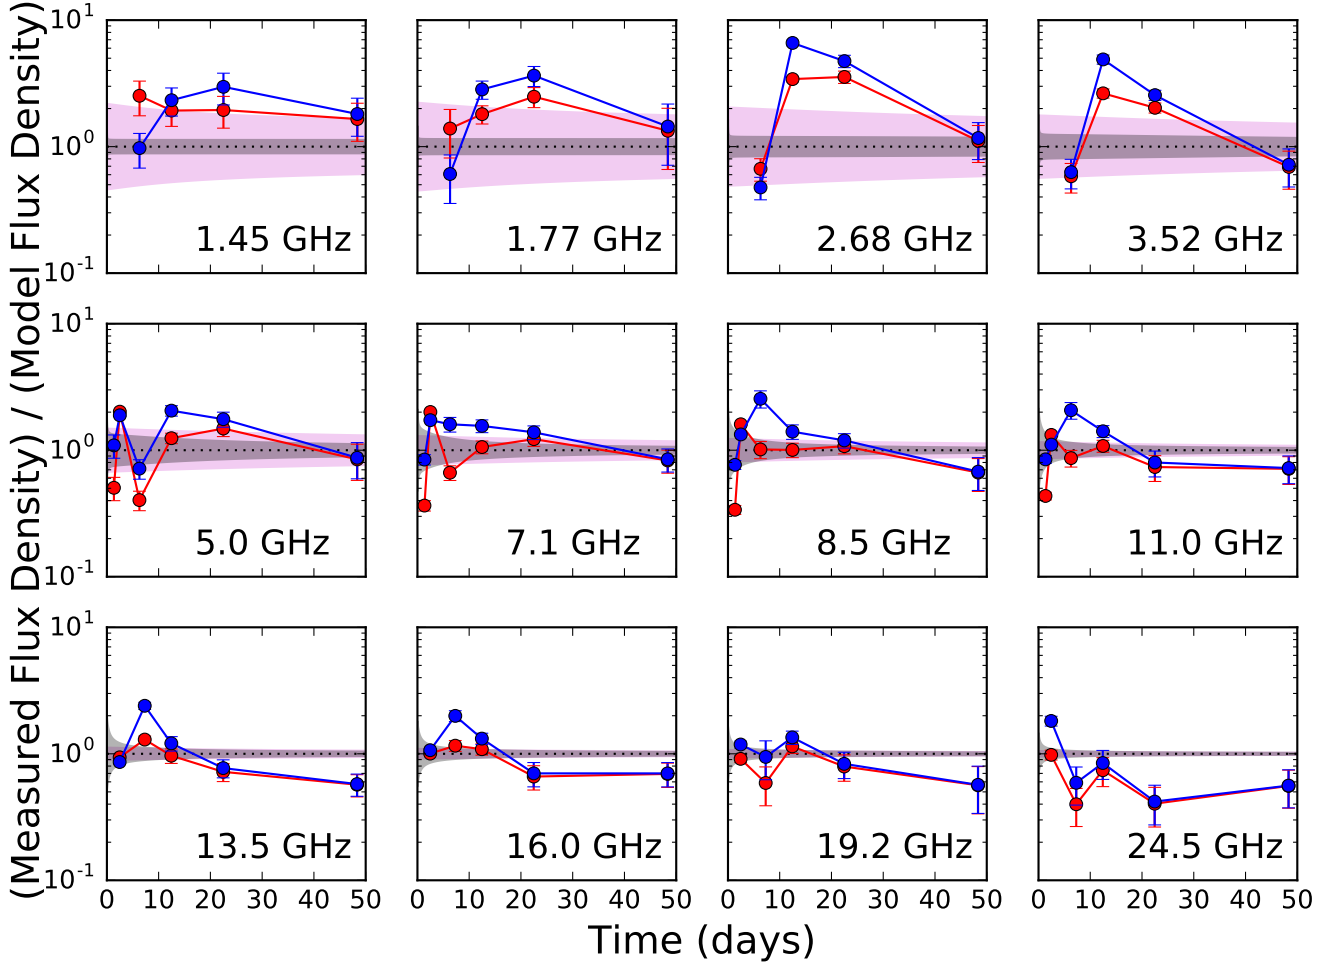 (Measured Flux Density) / (Model Flux Density)
10^1
10^0
10^-1
1.45 GHz
1.77 GHz
2.68 GHz
3.52 GHz
10^1
10^0
10^-1
5.0 GHz
7.1 GHz
8.5 GHz
11.0 GHz
10^1
10^0
10^-1
13.5 GHz
16.0 GHz
19.2 GHz
24.5 GHz
0 10 20 30 40 50 0 10 20 30 40 50 0 10 20 30 40 50 0 10 20 30 40 50
Time (days)